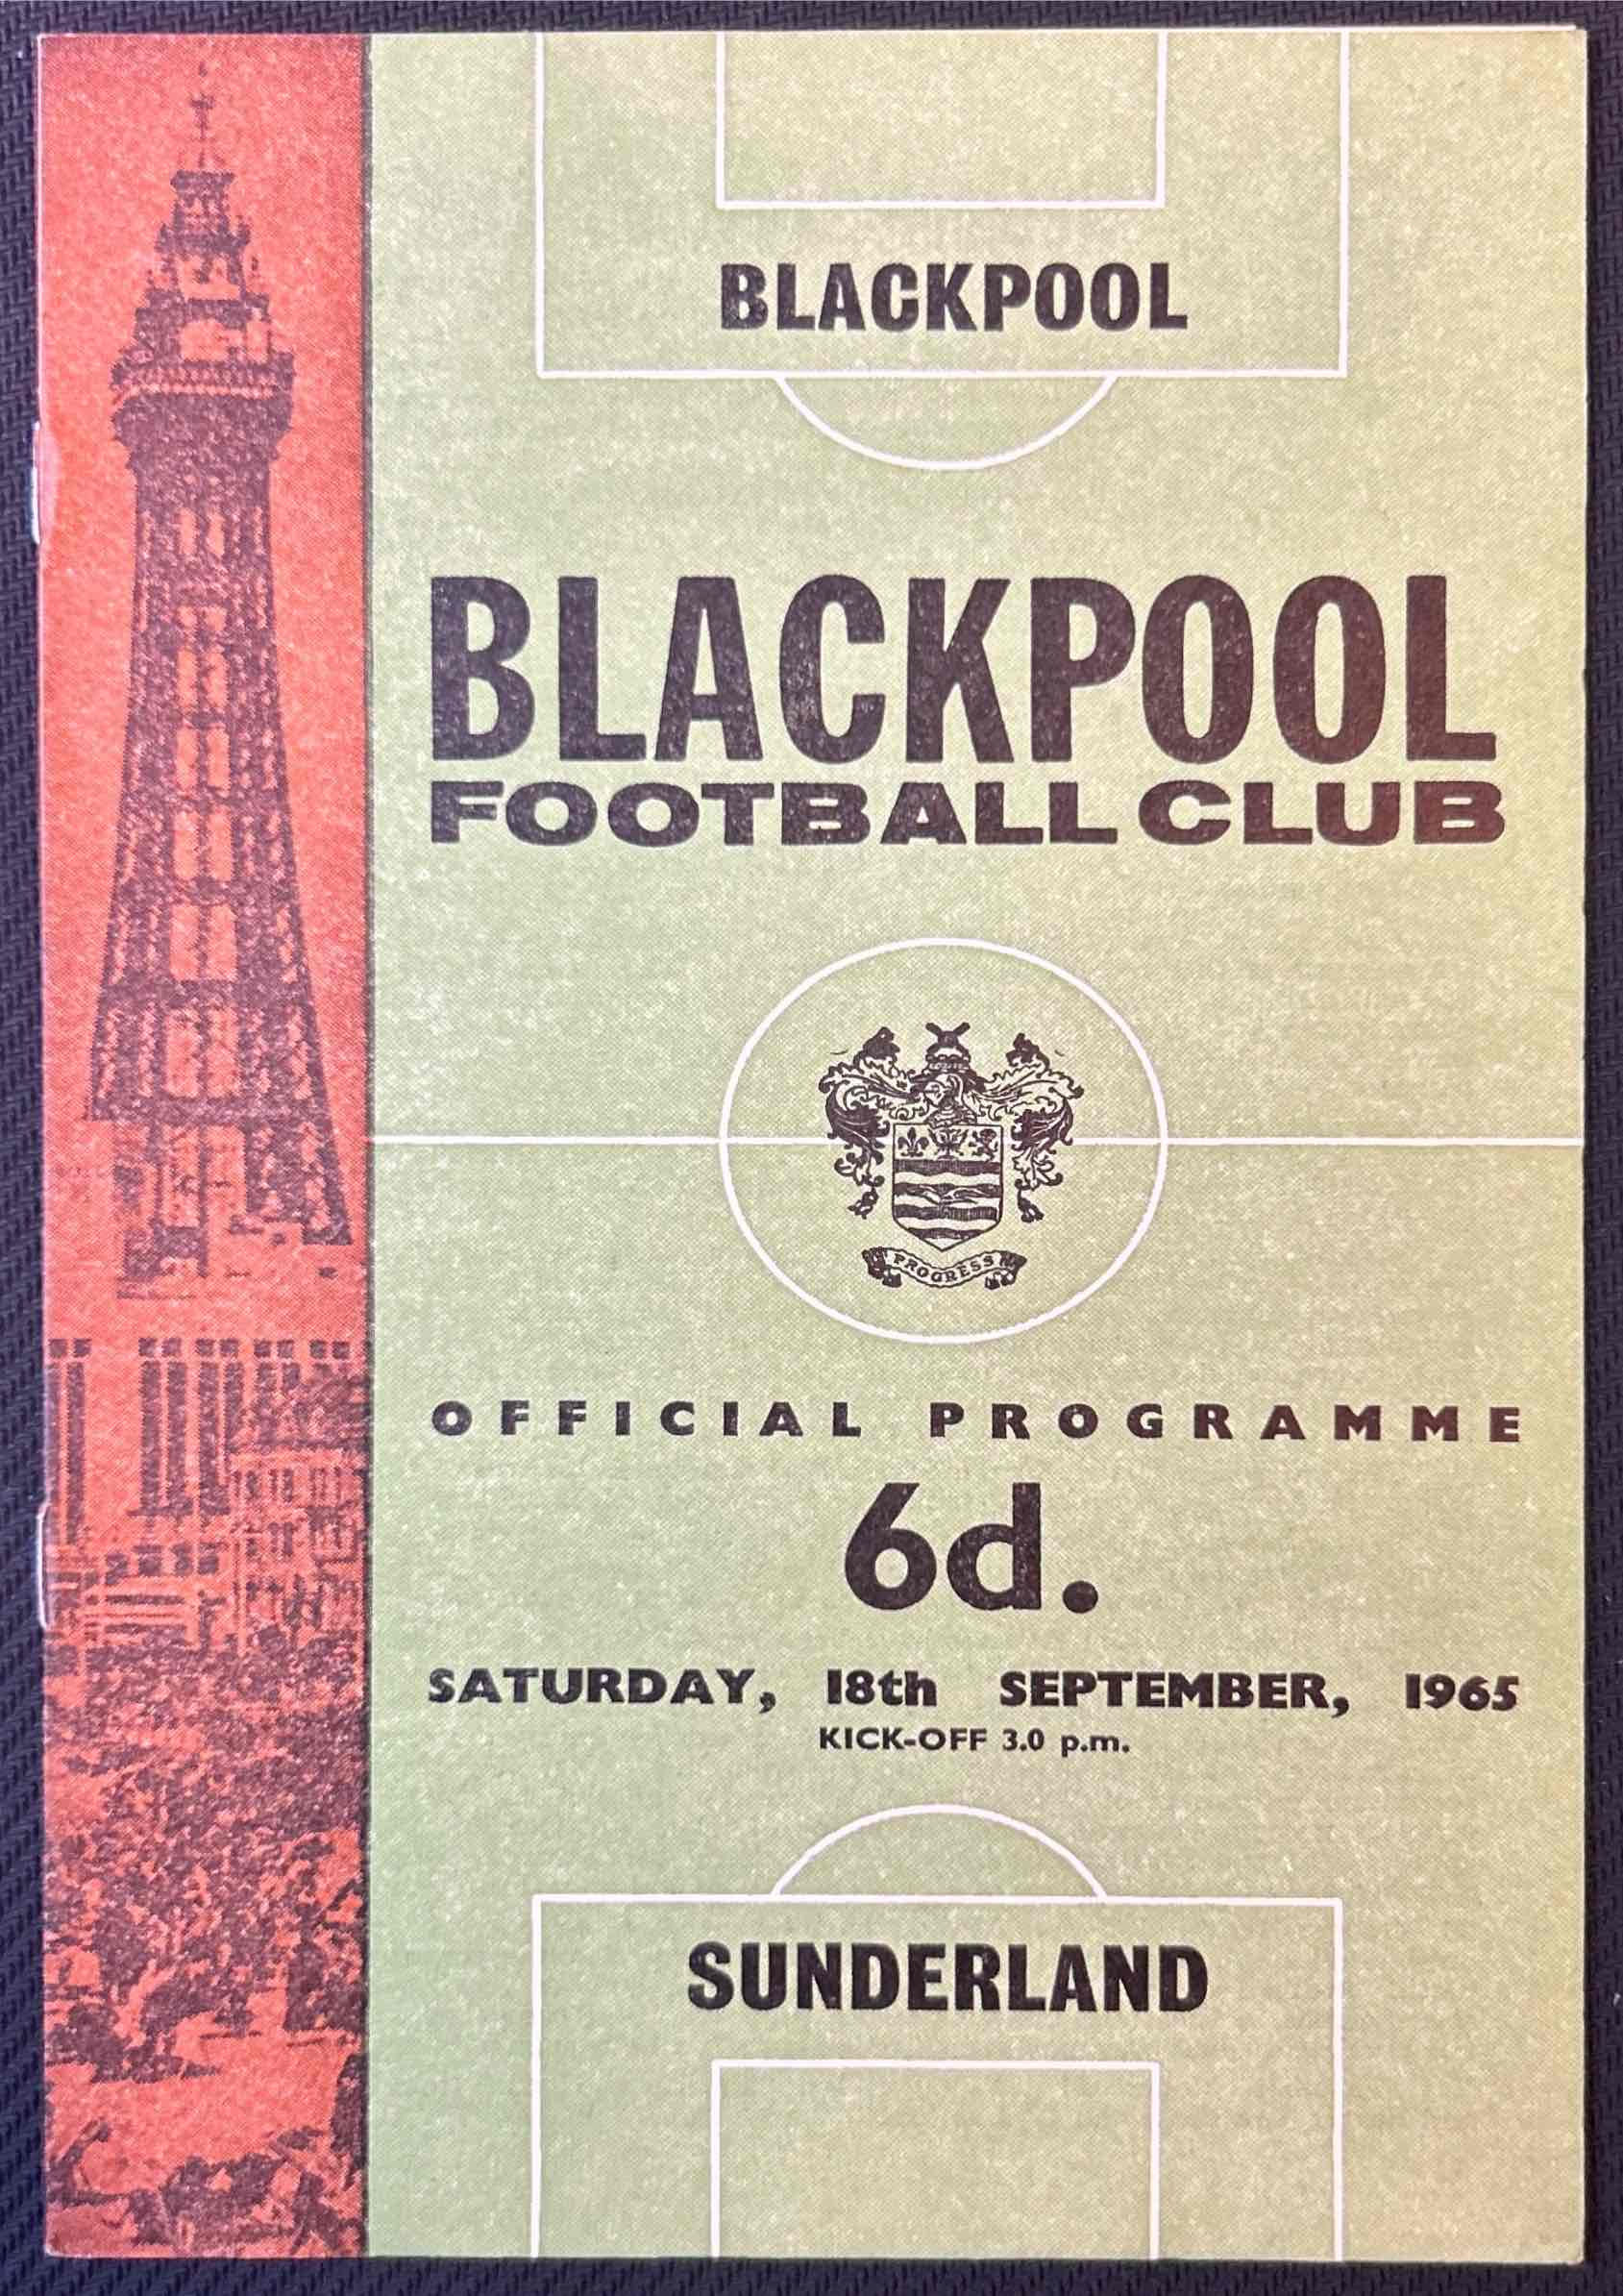 BLACKPOOL
BLACKPOOL
FOOTBALL CLUB
PROGRESS
OFFICIAL PROGRAMME
6d.
SATURDAY, 18th SEPTEMBER, 1965
KICK-OFF 3.0 p.m.
SUNDERLAND